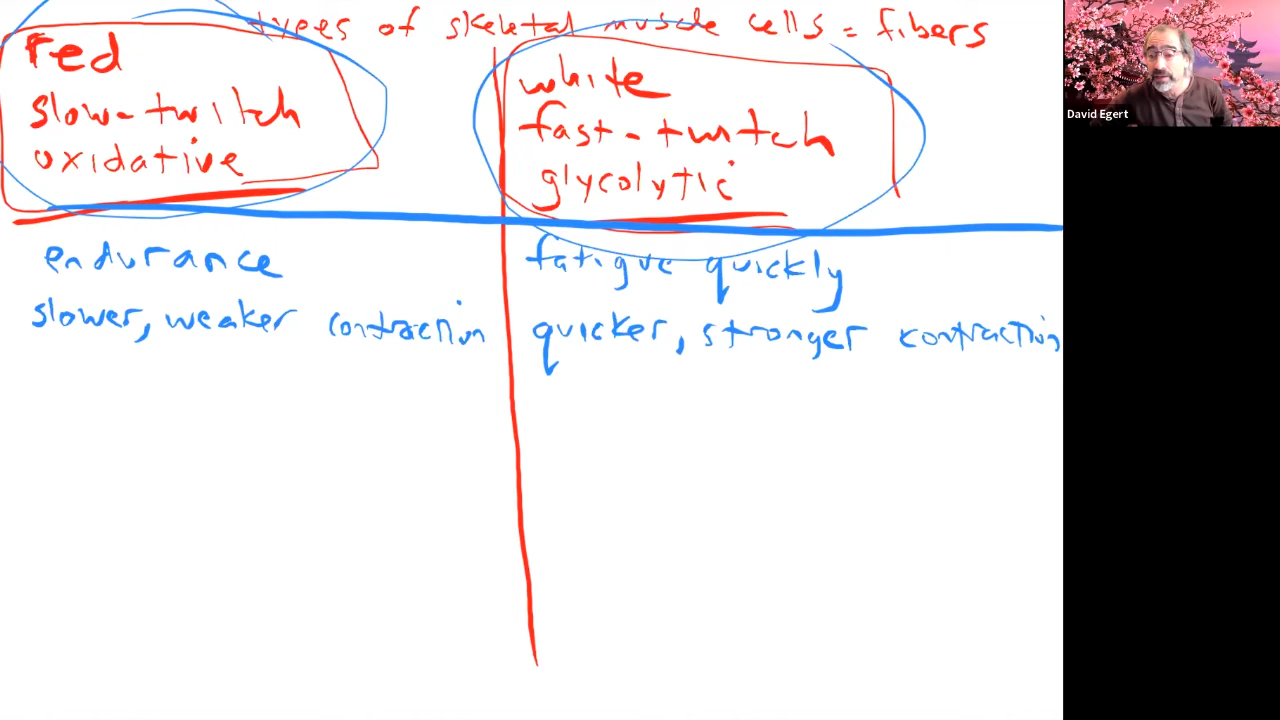 types of skeletal muscle cells = fibers
red
slow-twitch
oxidative
white
fast-twitch
glycolytic
endurance
slower, weaker contraction
fatigue quickly
quicker, stronger contraction
David Egert